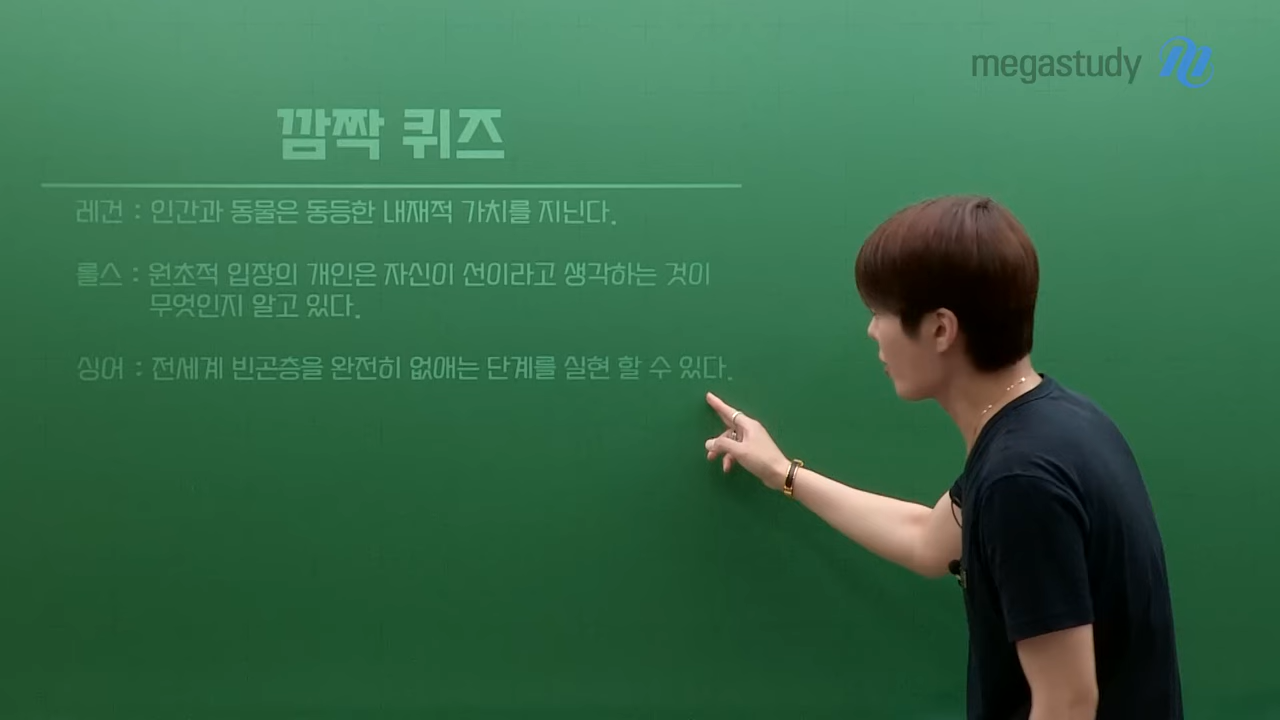 megastudy
깜짝 퀴즈
레건 : 인간과 동물은 동등한 내재적 가치를 지닌다.
롤스 : 원초적 입장의 개인은 자신이 선이라고 생각하는 것이
무엇인지 알고 있다.
싱어 : 전세계 빈곤층을 완전히 없애는 단계를 실현 할 수 있다.